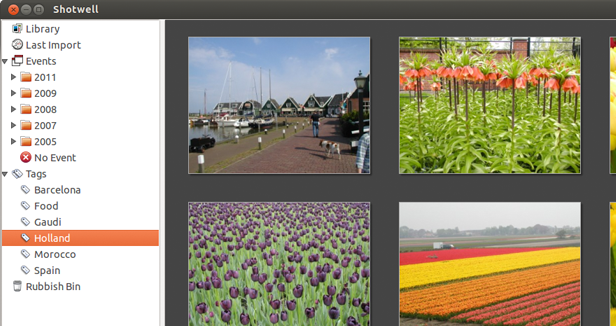 Shotwell
Library
Last Import
Events
2011
2009
2008
2007
2005
No Event
Tags
Barcelona
Food
Gaudi
Holland
Morocco
Spain
Rubbish Bin